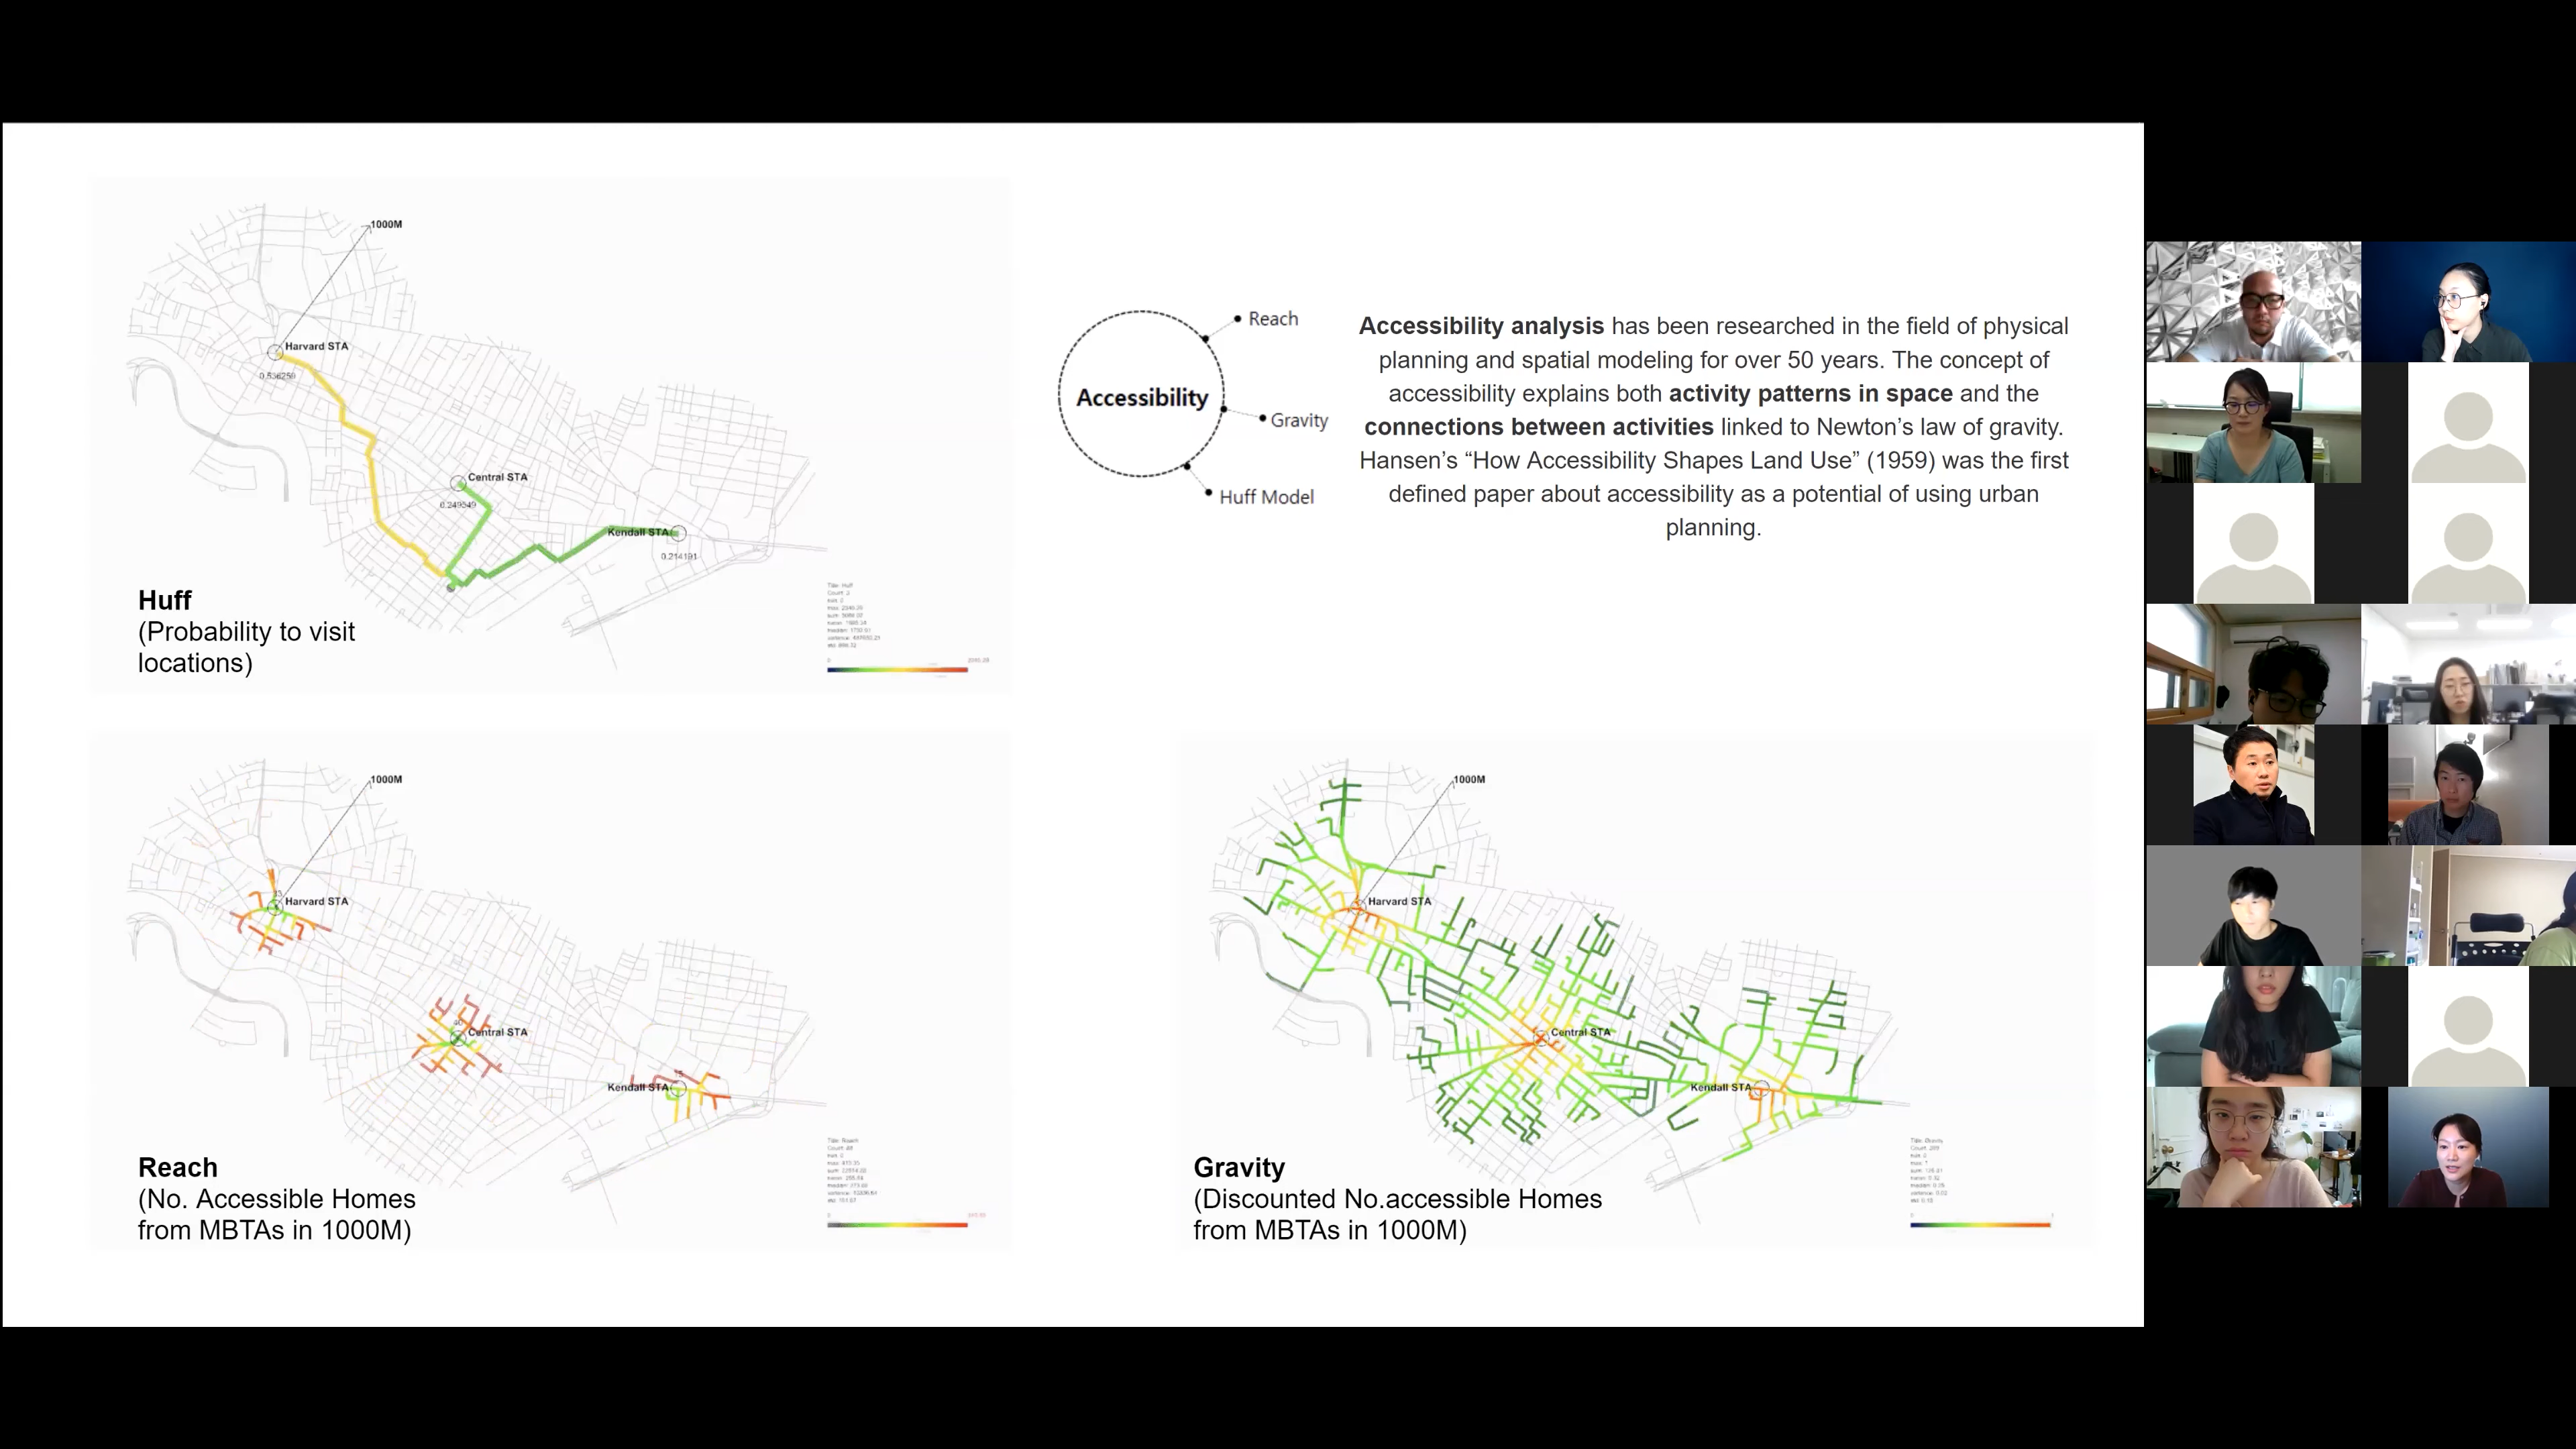 1000M
Harvard STA
Central STA
0.249549
Kendall STA
0.214191
Huff
(Probability to visit
locations)
Accessibility
Reach
Gravity
Huff Model
Accessibility analysis has been researched in the field of physical
planning and spatial modeling for over 50 years. The concept of
accessibility explains both activity patterns in space and the
connections between activities linked to Newton’s law of gravity.
Hansen’s “How Accessibility Shapes Land Use” (1959) was the first
defined paper about accessibility as a potential of using urban
planning.
1000M
Harvard STA
Central STA
Kendall STA
Reach
(No. Accessible Homes
from MBTAs in 1000M)
1000M
Harvard STA
Central STA
Kendall STA
Gravity
(Discounted No.accessible Homes
from MBTAs in 1000M)